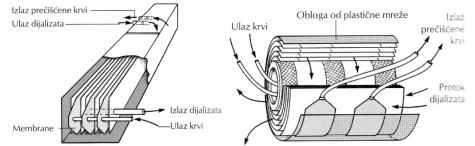 Izlaz prečišćene krvi
Ulaz dijalizata
Membrane
Izlaz dijalizata
Ulaz krvi
Ulaz krvi
Obloga od plastične mreže
Izlaz
prečišćene
krvi
Protok
dijalizata